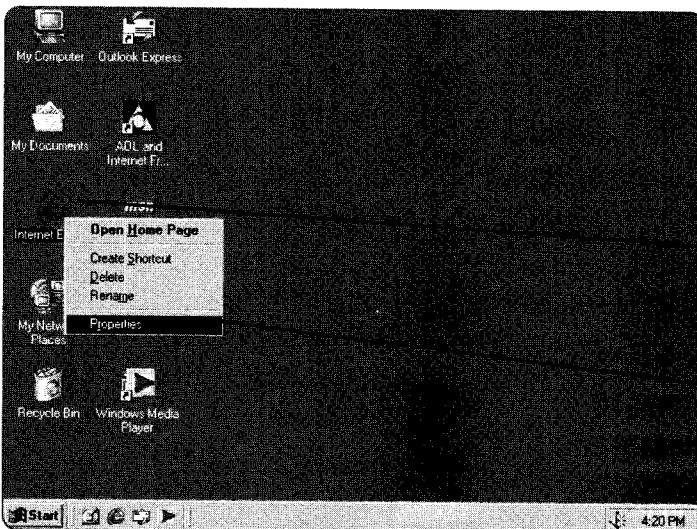 My Computer
Outlook Express
My Documents
AOL and
Internet Fr...
msn
Internet E
Open Home Page
Create Shortcut
Delete
Rename
Properties
My Netw
Places
Recycle Bin
Windows Media
Player
Start
4:20 PM